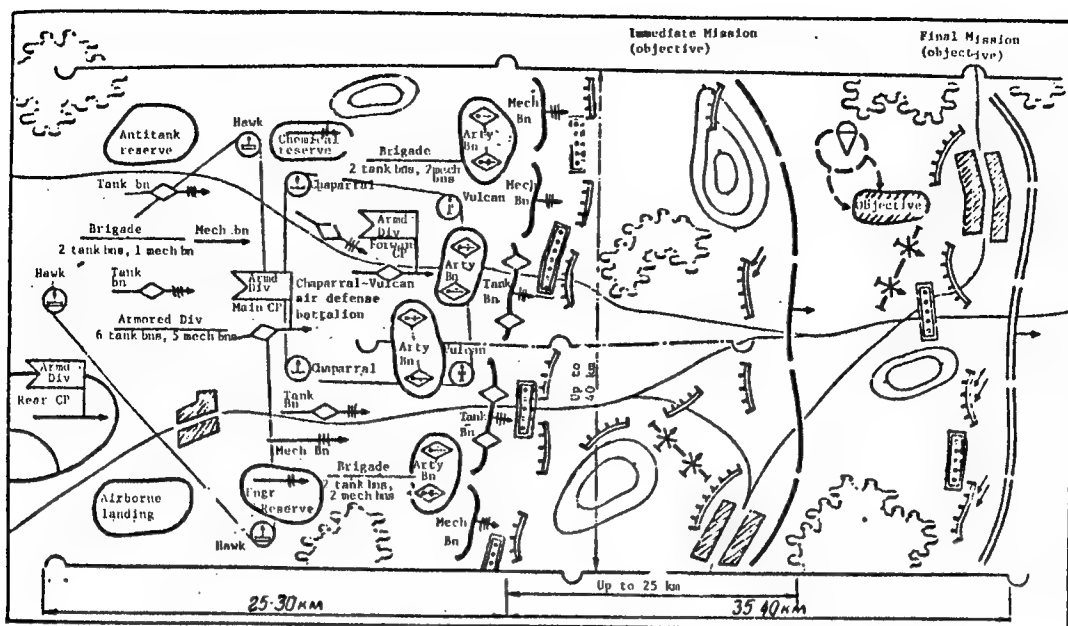 Immediate Mission
(objective)
Final Mission
(objective)
Antitank
reserve
Hawk
Chemical
reserve
Brigade
2 tank bns, 2 mech
bns
Arty
Bn
Mech
Bn
Mech
Bn
Tank bn
Chaparral
Vulcan
Armd
Div
Forward
CP
Objective
Brigade
2 tank bns, 1 mech bn
Mech bn
Hawk
Tank
bn
Armd
Div
Main CP
Chaparral-Vulcan
air defense
battalion
Arty
Bn
Tank
Bn
Armored Div
6 tank bns, 5 mech bns
Arty
Bn
Vulcan
Chaparral
Up to
40 km
Armd
Div
Rear CP
Tank
Bn
Tank
Bn
Mech Bn
Brigade
2 tank bns,
2 mech bns
Arty
Bn
Airborne
landing
Engr
Reserve
Mech
Bn
Hawk
Up to 25 km
25-30 км
35-40 км